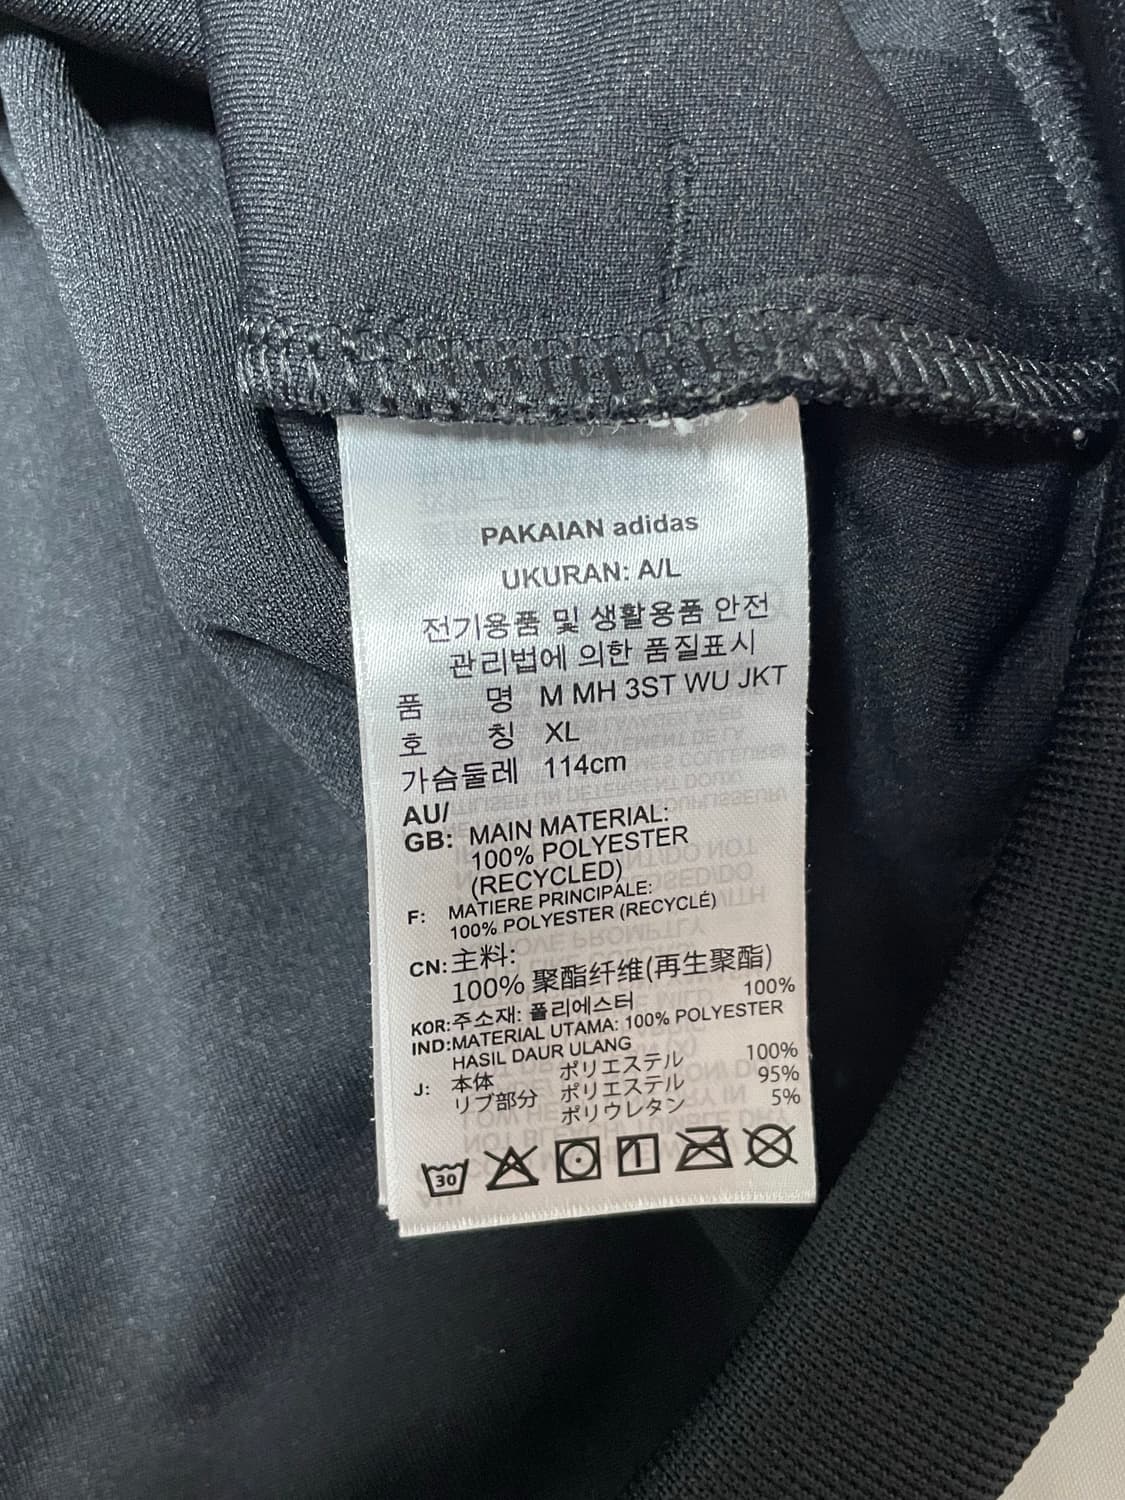 PAKAIAN adidas
UKURAN: A/L
전기용품 및 생활용품 안전
관리법에 의한 품질표시
품 명 M MH 3ST WU JKT
호 칭 XL
가슴둘레 114cm
AU/
GB: MAIN MATERIAL:
100% POLYESTER
(RECYCLED)
F: MATIERE PRINCIPALE:
100% POLYESTER (RECYCLÉ)
CN: 主料:
100% 聚酯纤维(再生聚酯)
KOR: 주소재: 폴리에스터 100%
IND: MATERIAL UTAMA: 100% POLYESTER
HASIL DAUR ULANG
J: 本体 ポリエステル 100%
リブ部分 ポリエステル 95%
ポリウレタン 5%
30